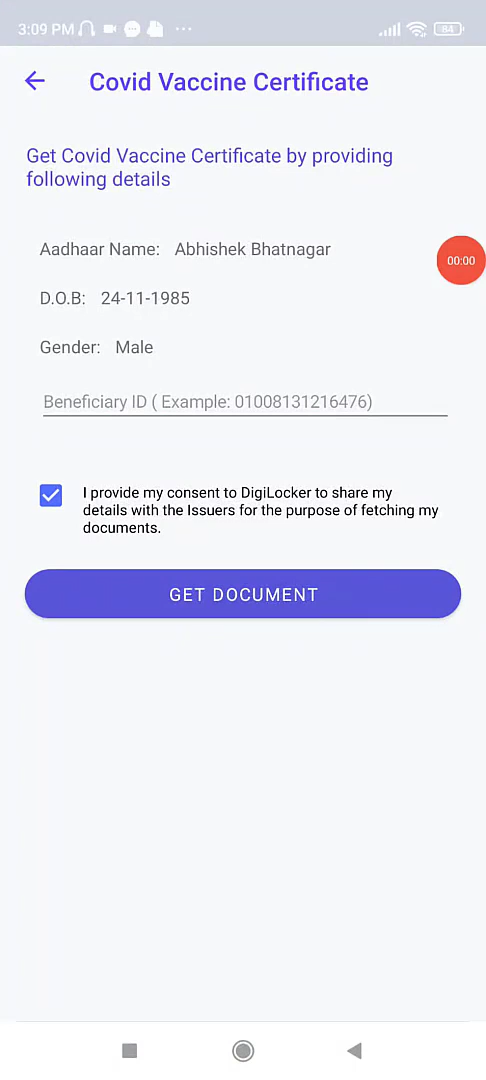 3:09 PM
84
Covid Vaccine Certificate
Get Covid Vaccine Certificate by providing
following details
Aadhaar Name: Abhishek Bhatnagar
00:00
D.O.B: 24-11-1985
Gender: Male
Beneficiary ID ( Example: 01008131216476)
I provide my consent to DigiLocker to share my
details with the Issuers for the purpose of fetching my
documents.
GET DOCUMENT